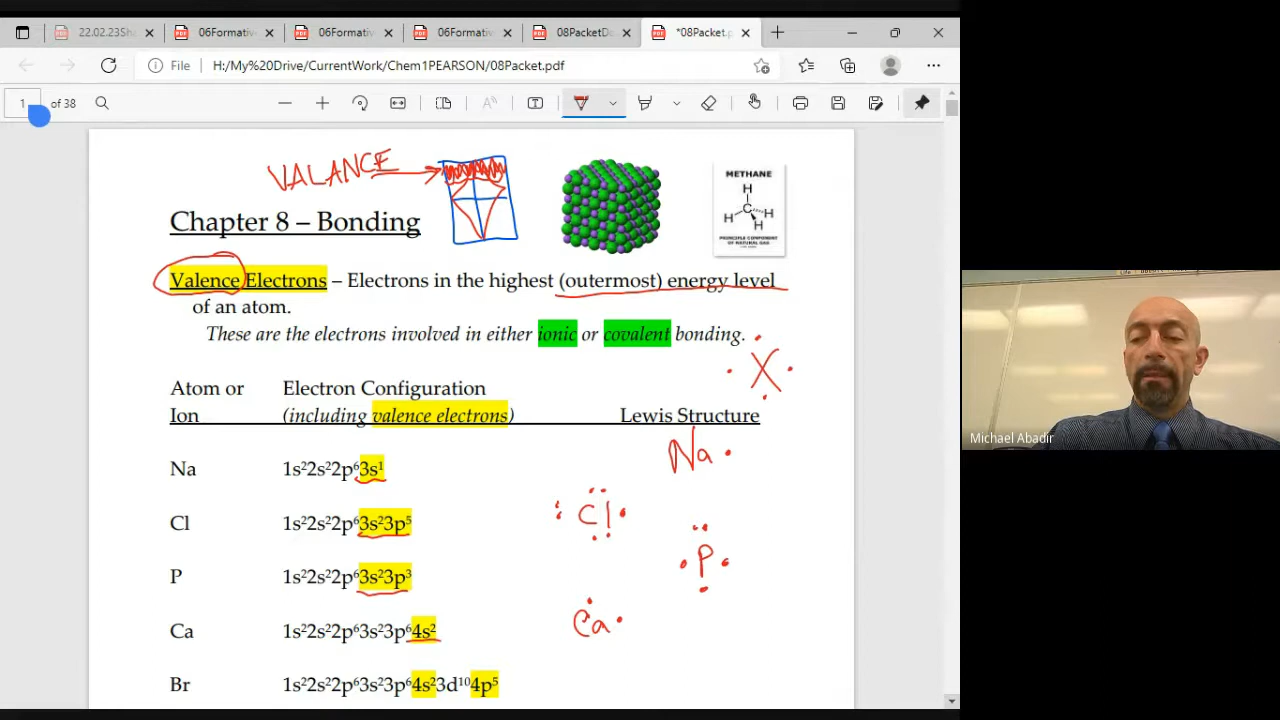 22.02.23Sha
06Formativ
06Formativ
06Formativ
08PacketDo
*08Packet.p
File H:/My%20Drive/CurrentWork/Chem1PEARSON/08Packet.pdf
1 of 38
VALANCE
METHANE
H
H C H
H
PRINCIPLE COMPONENT
OF NATURAL GAS
Chapter 8 – Bonding
Valence Electrons – Electrons in the highest (outermost) energy level
of an atom.
These are the electrons involved in either ionic or covalent bonding.
X
Atom or Electron Configuration
Ion (including valence electrons) Lewis Structure
Na 1s²2s²2p⁶3s¹ Na
Cl 1s²2s²2p⁶3s²3p⁵ Cl
P 1s²2s²2p⁶3s²3p³ P
Ca 1s²2s²2p⁶3s²3p⁶4s² Ca
Br 1s²2s²2p⁶3s²3p⁶4s²3d¹⁰4p⁵
Michael Abadir